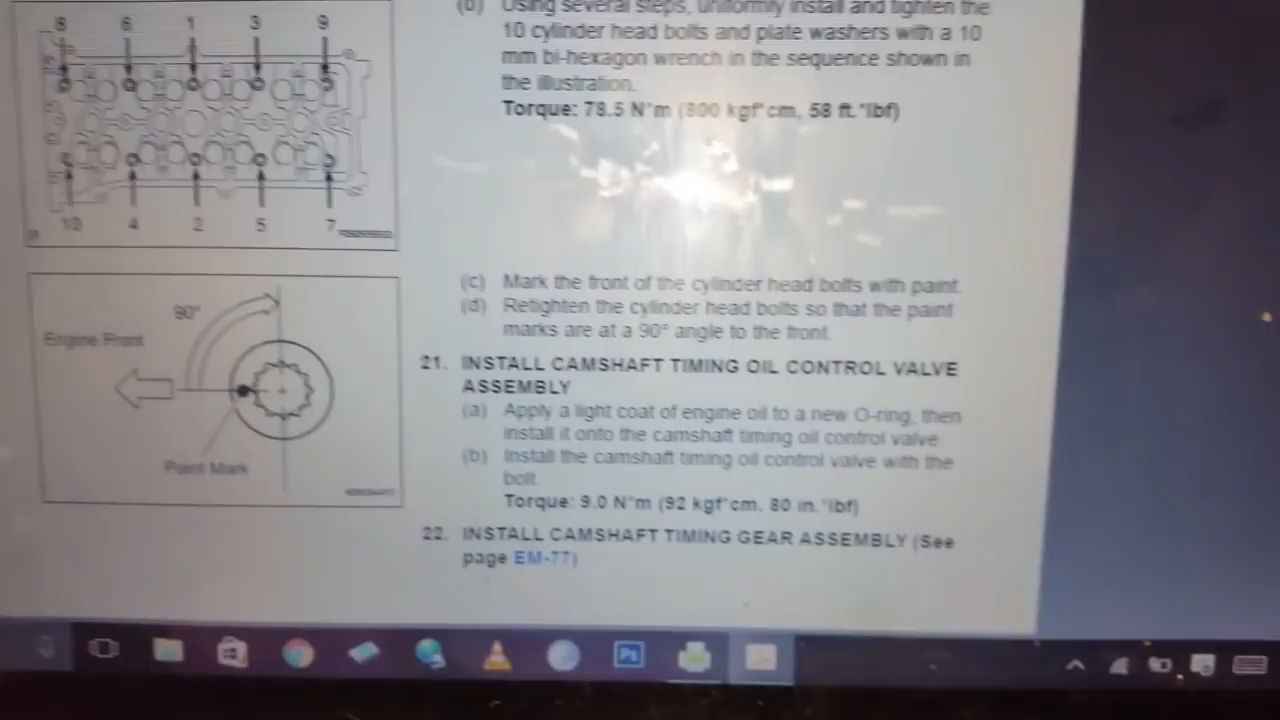 8 6 1 3 9
10 4 2 5 7
(b) Using several steps, uniformly install and tighten the
10 cylinder head bolts and plate washers with a 10
mm bi-hexagon wrench in the sequence shown in
the illustration.
Torque: 78.5 N*m (800 kgf*cm, 58 ft.*lbf)
90°
Engine Front
Paint Mark
(c) Mark the front of the cylinder head bolts with paint.
(d) Retighten the cylinder head bolts so that the paint
marks are at a 90° angle to the front.
21. INSTALL CAMSHAFT TIMING OIL CONTROL VALVE
ASSEMBLY
(a) Apply a light coat of engine oil to a new O-ring, then
install it onto the camshaft timing oil control valve.
(b) Install the camshaft timing oil control valve with the
bolt.
Torque: 9.0 N*m (92 kgf*cm, 80 in.*lbf)
22. INSTALL CAMSHAFT TIMING GEAR ASSEMBLY (See
page EM-77)
Ps